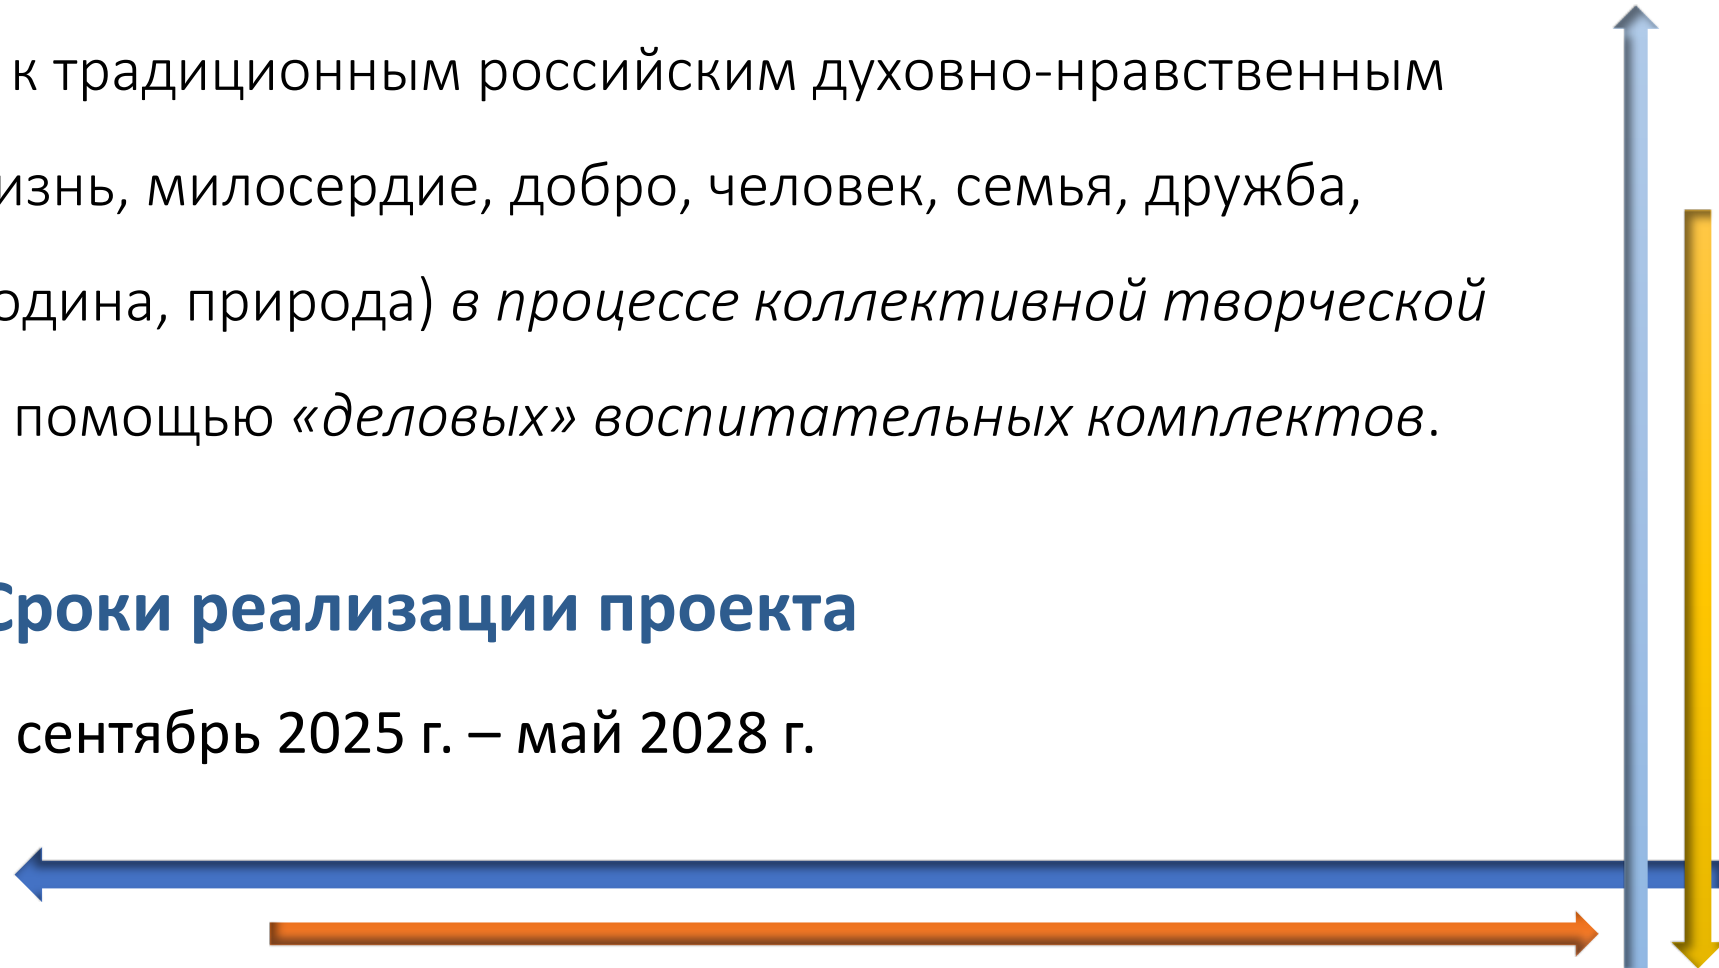 к традиционным российским духовно-нравственным
изнь, милосердие, добро, человек, семья, дружба,
одина, природа) в процессе коллективной творческой
помощью «деловых» воспитательных комплектов.
Сроки реализации проекта
сентябрь 2025 г. – май 2028 г.